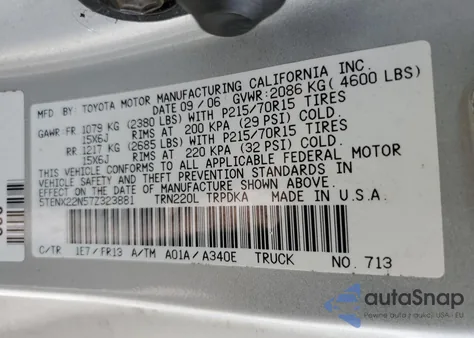 MFD BY: TOYOTA MOTOR MANUFACTURING CALIFORNIA INC.
DATE 09/06 GVWR: 2086 KG(4600 LBS)
GAWR:FR 1079 KG (2380 LBS) WITH P215/70R15 TIRES
15X6J RIMS AT 200 KPA (29 PSI) COLD.
RR 1217 KG (2685 LBS) WITH P215/70R15 TIRES
15X6J RIMS AT 220 KPA (32 PSI) COLD.
THIS VEHICLE CONFORMS TO ALL APPLICABLE FEDERAL MOTOR
VEHICLE SAFETY AND THEFT PREVENTION STANDARDS IN
EFFECT ON THE DATE OF MANUFACTURE SHOWN ABOVE.
5TENX22N57Z323881 TRN220L TRPDKA MADE IN U.S.A.
C/TR 1E7/FR13 A/TM A01A/A340E TRUCK NO. 713
autoSnap